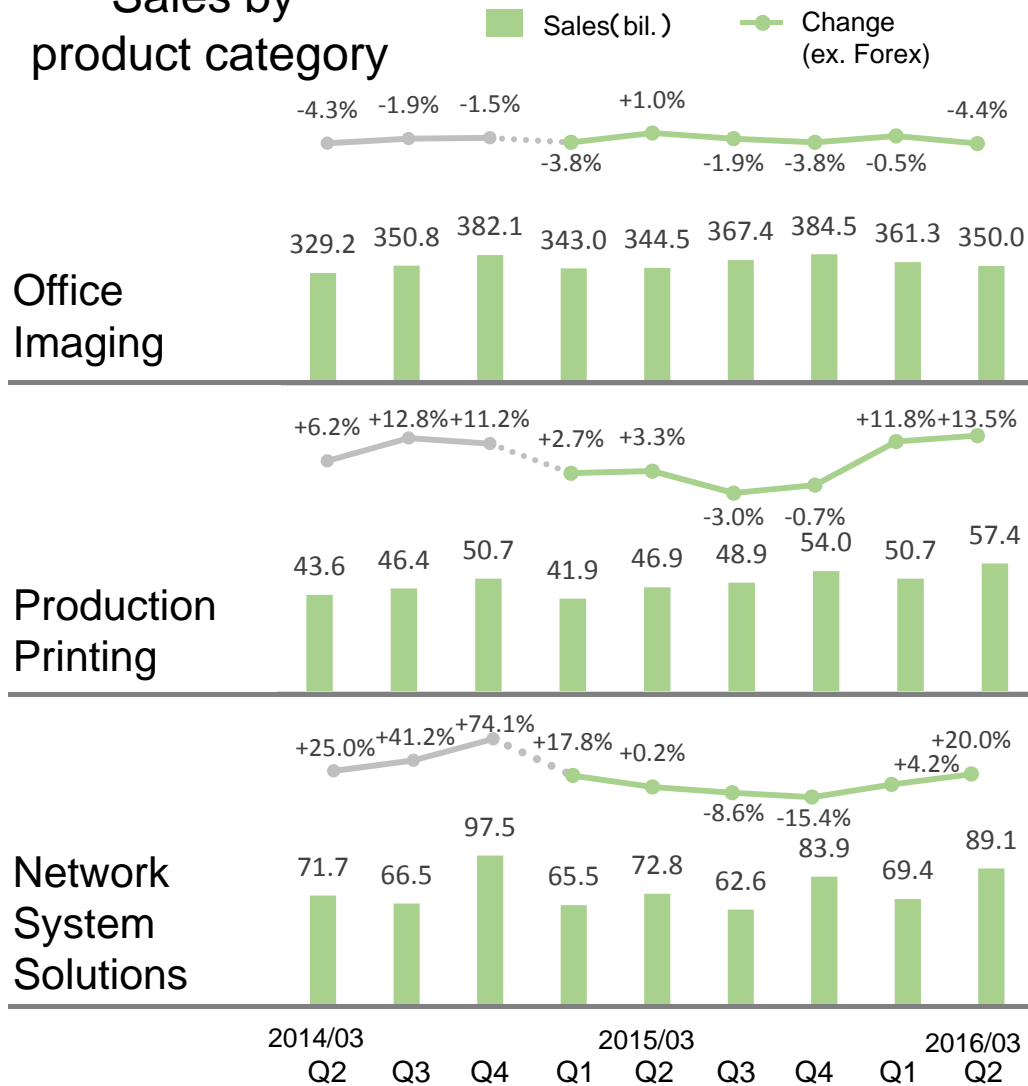 Sales by
product category
Sales(bil.)
Change
(ex. Forex)
-4.3% -1.9% -1.5% -3.8% +1.0% -1.9% -3.8% -0.5% -4.4%
329.2 350.8 382.1 343.0 344.5 367.4 384.5 361.3 350.0
Office
Imaging
+6.2% +12.8% +11.2% +2.7% +3.3% -3.0% -0.7% +11.8% +13.5%
43.6 46.4 50.7 41.9 46.9 48.9 54.0 50.7 57.4
Production
Printing
+25.0% +41.2% +74.1% +17.8% +0.2% -8.6% -15.4% +4.2% +20.0%
71.7 66.5 97.5 65.5 72.8 62.6 83.9 69.4 89.1
Network
System
Solutions
2014/03 2015/03 2016/03
Q2 Q3 Q4 Q1 Q2 Q3 Q4 Q1 Q2